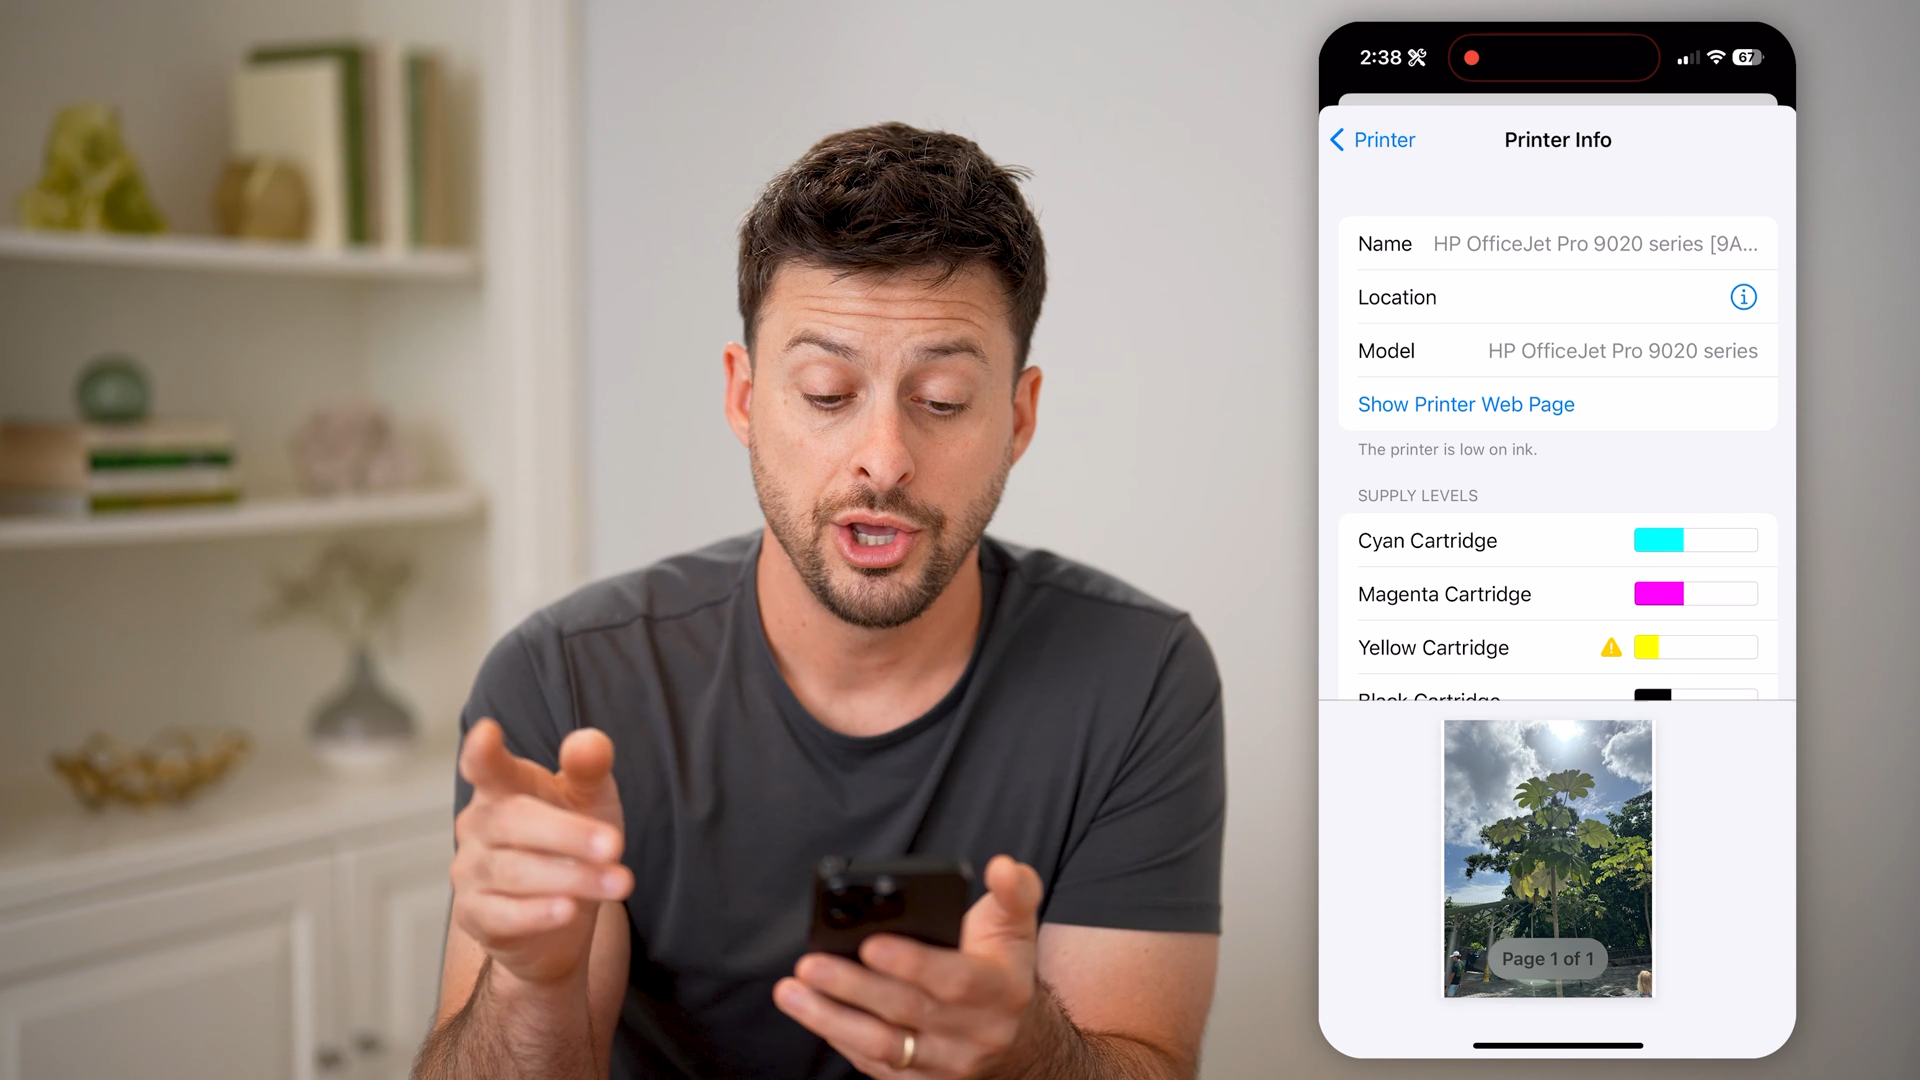 2:38
67
Printer
Printer Info
Name HP OfficeJet Pro 9020 series [9A...
Location
Model HP OfficeJet Pro 9020 series
Show Printer Web Page
The printer is low on ink.
SUPPLY LEVELS
Cyan Cartridge
Magenta Cartridge
Yellow Cartridge
Black Cartridge
Page 1 of 1